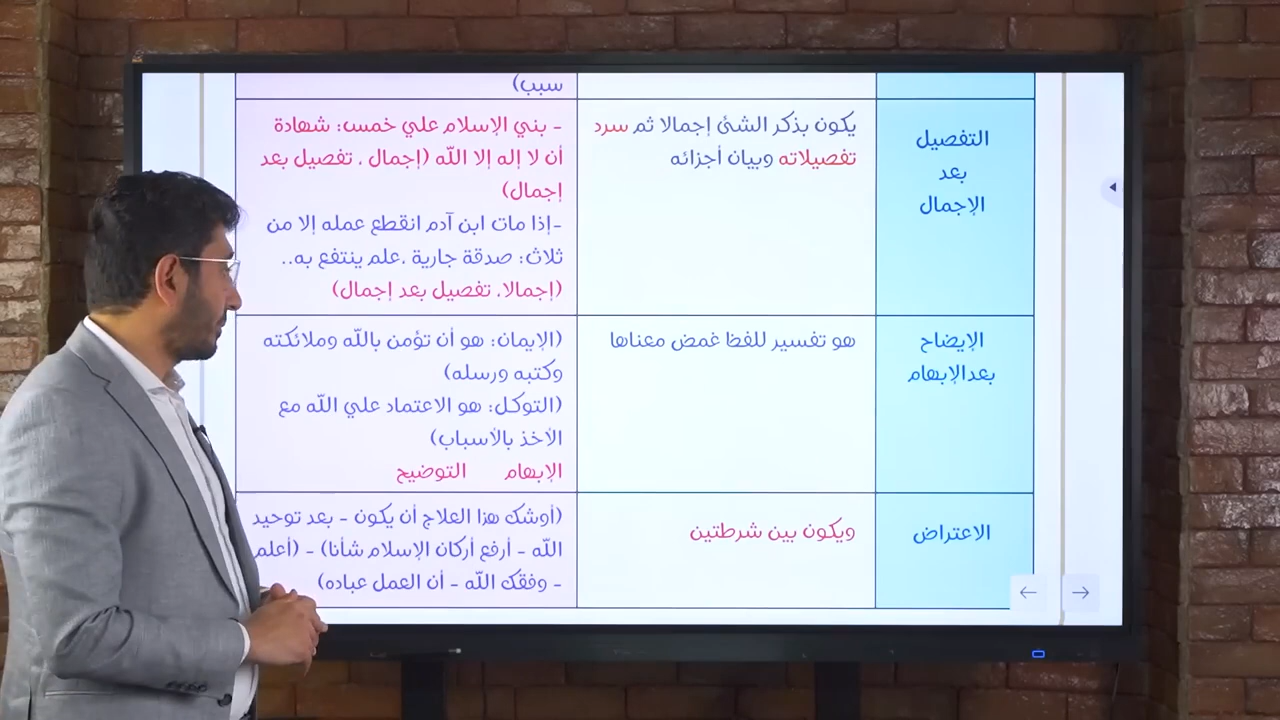 سبب)
التفصيل
بعد
الإجمال
يكون بذكر الشئ إجمالا ثم سرد
تفصيلاته وبيان أجزائه
- بني الإسلام علي خمس: شهادة
أن لا إله إلا الله (إجمال ، تفصيل بعد
إجمال)
-إذا مات ابن آدم انقطع عمله إلا من
ثلاث: صدقة جارية ،علم ينتفع به..
(إجمالا، تفصيل بعد إجمال)
الإيضاح
بعدالإبهام
هو تفسير للفظ غمض معناها
(الإيمان: هو أن تؤمن بالله وملائكته
وكتبه ورسله)
(التوكل: هو الاعتماد علي الله مع
الأخذ بالأسباب)
الإبهام التوضيح
الاعتراض
ويكون بين شرطتين
(أوشك هذا العلاج أن يكون - بعد توحيد
الله - أرفع أركان الإسلام شأنا) - (أعلم
- وفقك الله - أن العمل عباده)